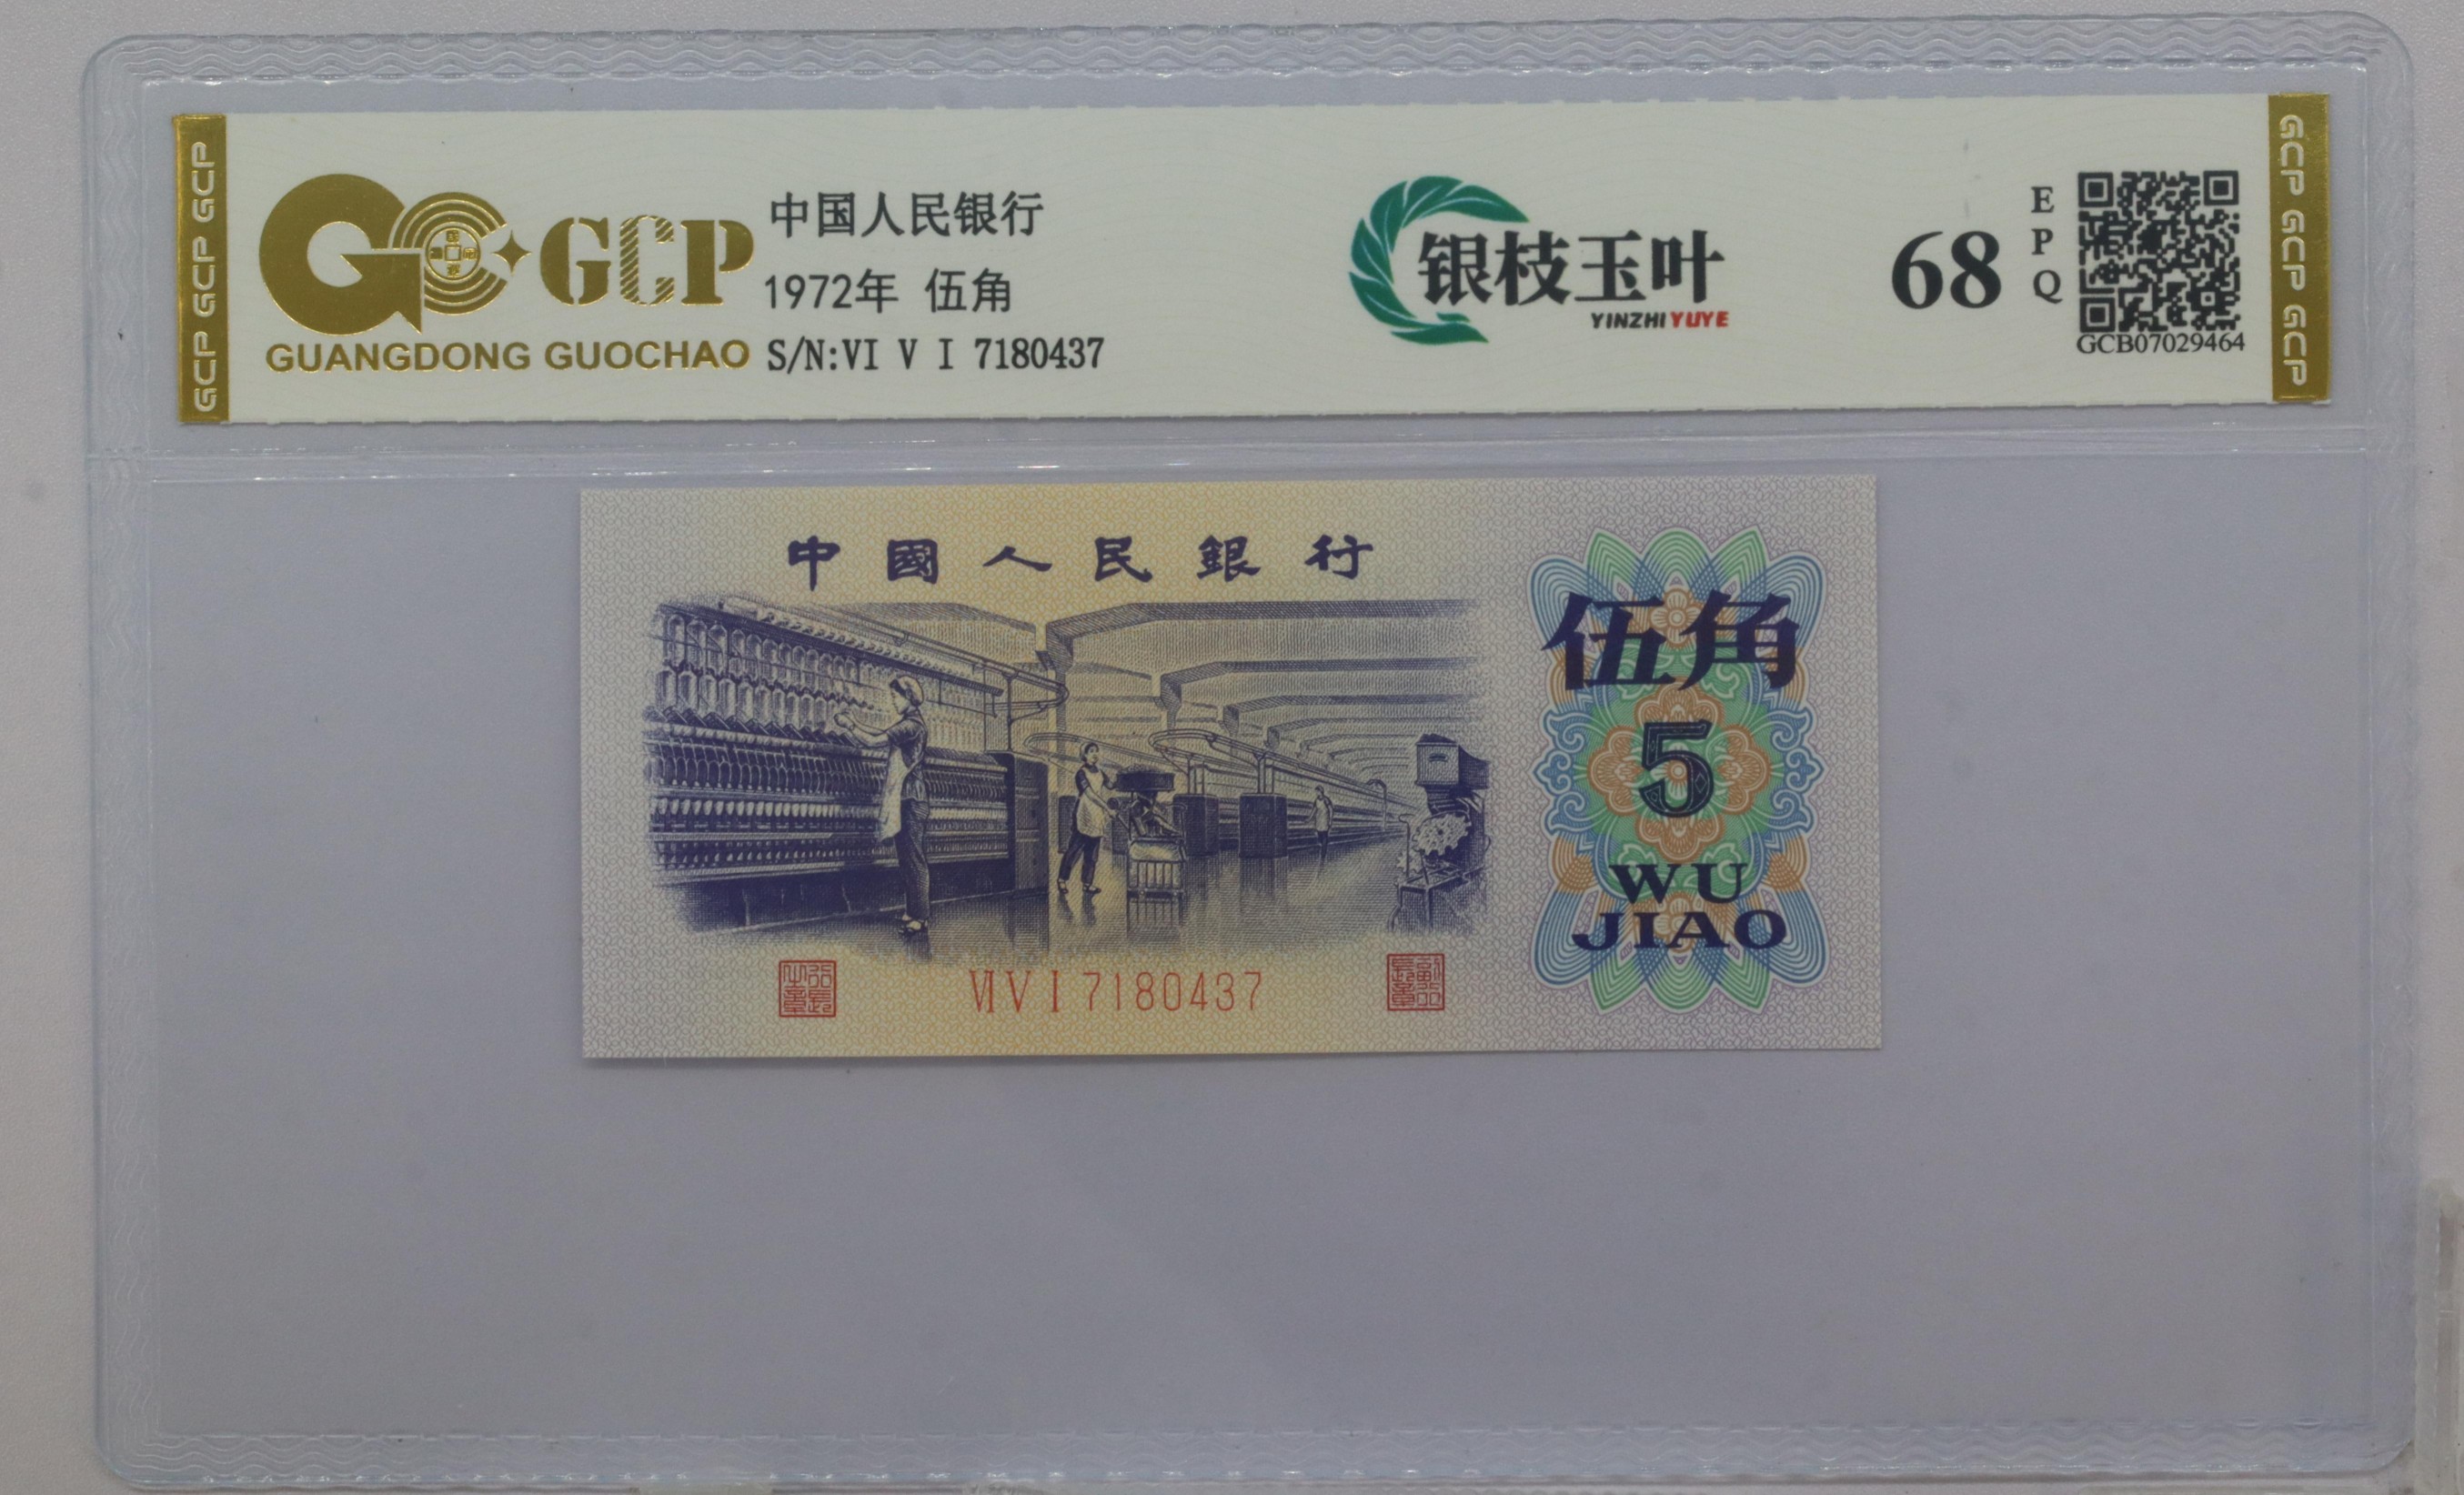 GCP GCP GCP
GCP
GUANGDONG GUOCHAO
中国人民银行
1972年 伍角
S/N:VI V I 7180437
银枝玉叶
YINZHIYUYE
68
EPQ
GCB07029464
GCP GCP GCP
中國人民銀行
伍角
5
WU
JIAO
VI V I 7180437